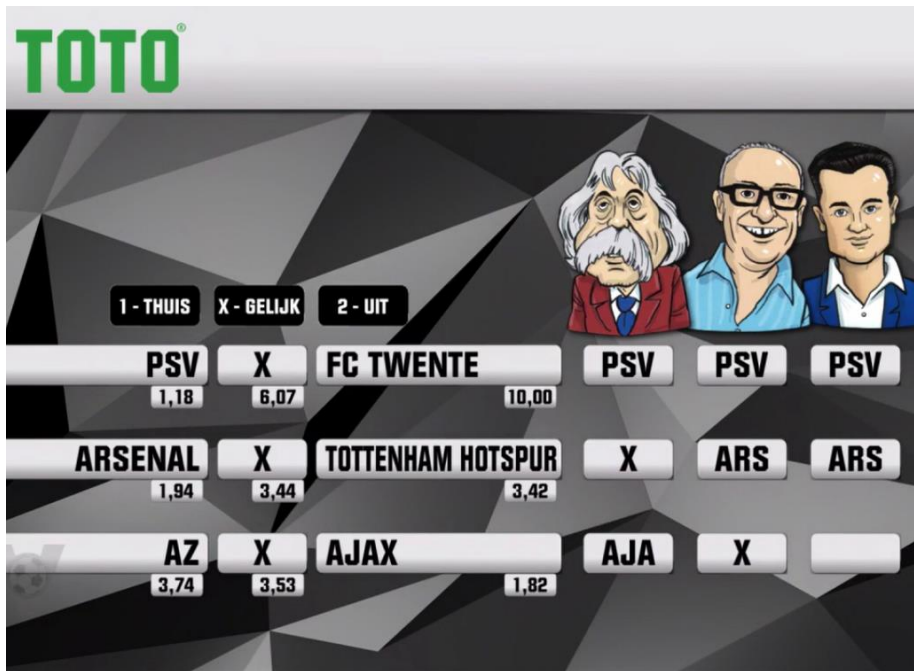 TOTO®
1 - THUIS X - GELIJK 2 - UIT
PSV X FC TWENTE PSV PSV PSV
1,18 6,07 10,00
ARSENAL X TOTTENHAM HOTSPUR X ARS ARS
1,94 3,44 3,42
AZ X AJAX AJA X
3,74 3,53 1,82